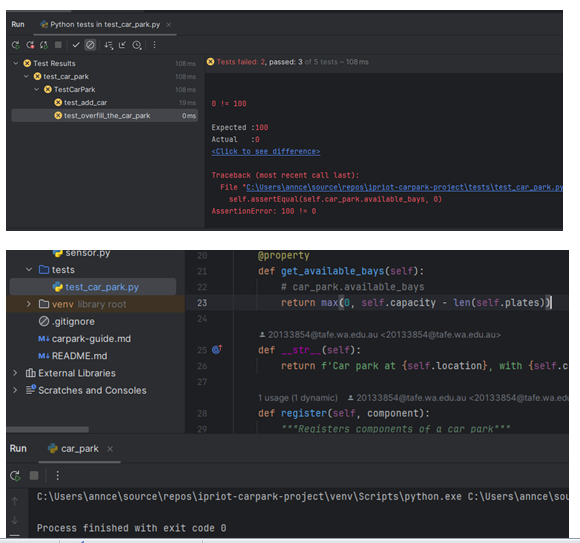 Run Python tests in test_car_park.py
Test Results 108 ms
test_car_park 108 ms
TestCarPark 108 ms
test_add_car 19 ms
test_overfill_the_car_park 0 ms
Tests failed: 2, passed: 3 of 5 tests – 108 ms
0 != 100
Expected :100
Actual :0
<Click to see difference>
Traceback (most recent call last):
File "C:\Users\annce\source\repos\ipriot-carpark-project\tests\test_car_park.py
self.assertEqual(self.car_park.available_bays, 0)
AssertionError: 100 != 0
sensor.py
tests
test_car_park.py
venv library root
.gitignore
carpark-guide.md
README.md
External Libraries
Scratches and Consoles
20 @property
21 def get_available_bays(self):
22 # car_park.available_bays
23 return max(0, self.capacity - len(self.plates))
24
20133854@tafe.wa.edu.au <20133854@tafe.wa.edu.au>
25 def __str__(self):
26 return f'Car park at {self.location}, with {self.c
27
1 usage (1 dynamic) 20133854@tafe.wa.edu.au <20133854@tafe.wa.edu
28 def register(self, component):
29 """Registers components of a car park"""
Run car_park
C:\Users\annce\source\repos\ipriot-carpark-project\venv\Scripts\python.exe C:\Users\annce\sou
Process finished with exit code 0